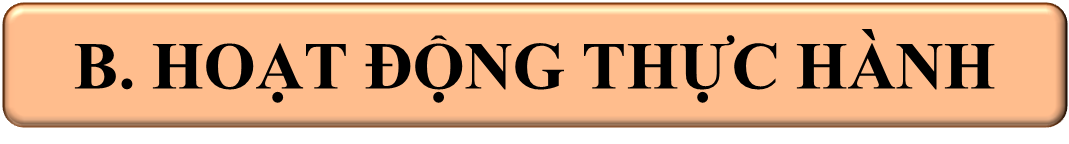 B. HOẠT ĐỘNG THỰC HÀNH